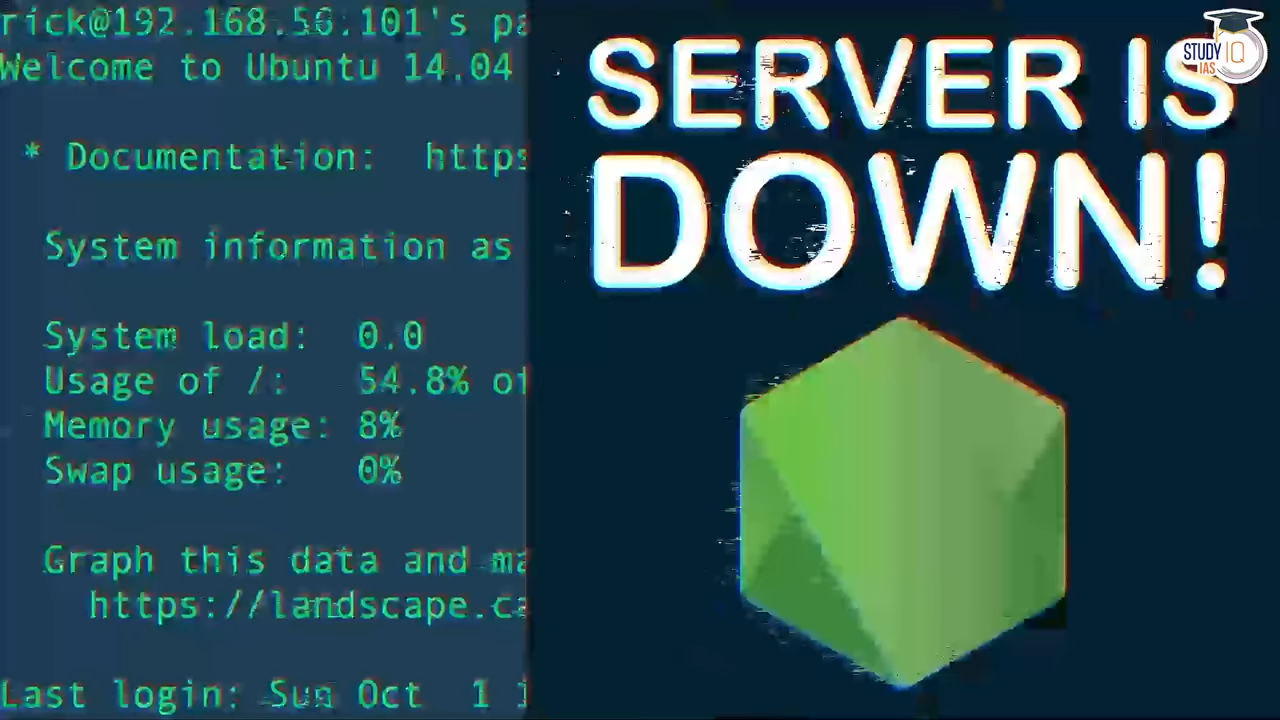 rick@192.168.56.101's pa
Welcome to Ubuntu 14.04
* Documentation: https
System information as
System load: 0.0
Usage of /: 54.8% of
Memory usage: 8%
Swap usage: 0%
Graph this data and ma
https://landscape.ca
Last login: Sun Oct 1 1
SERVER IS
DOWN!
STUDY IQ
IAS